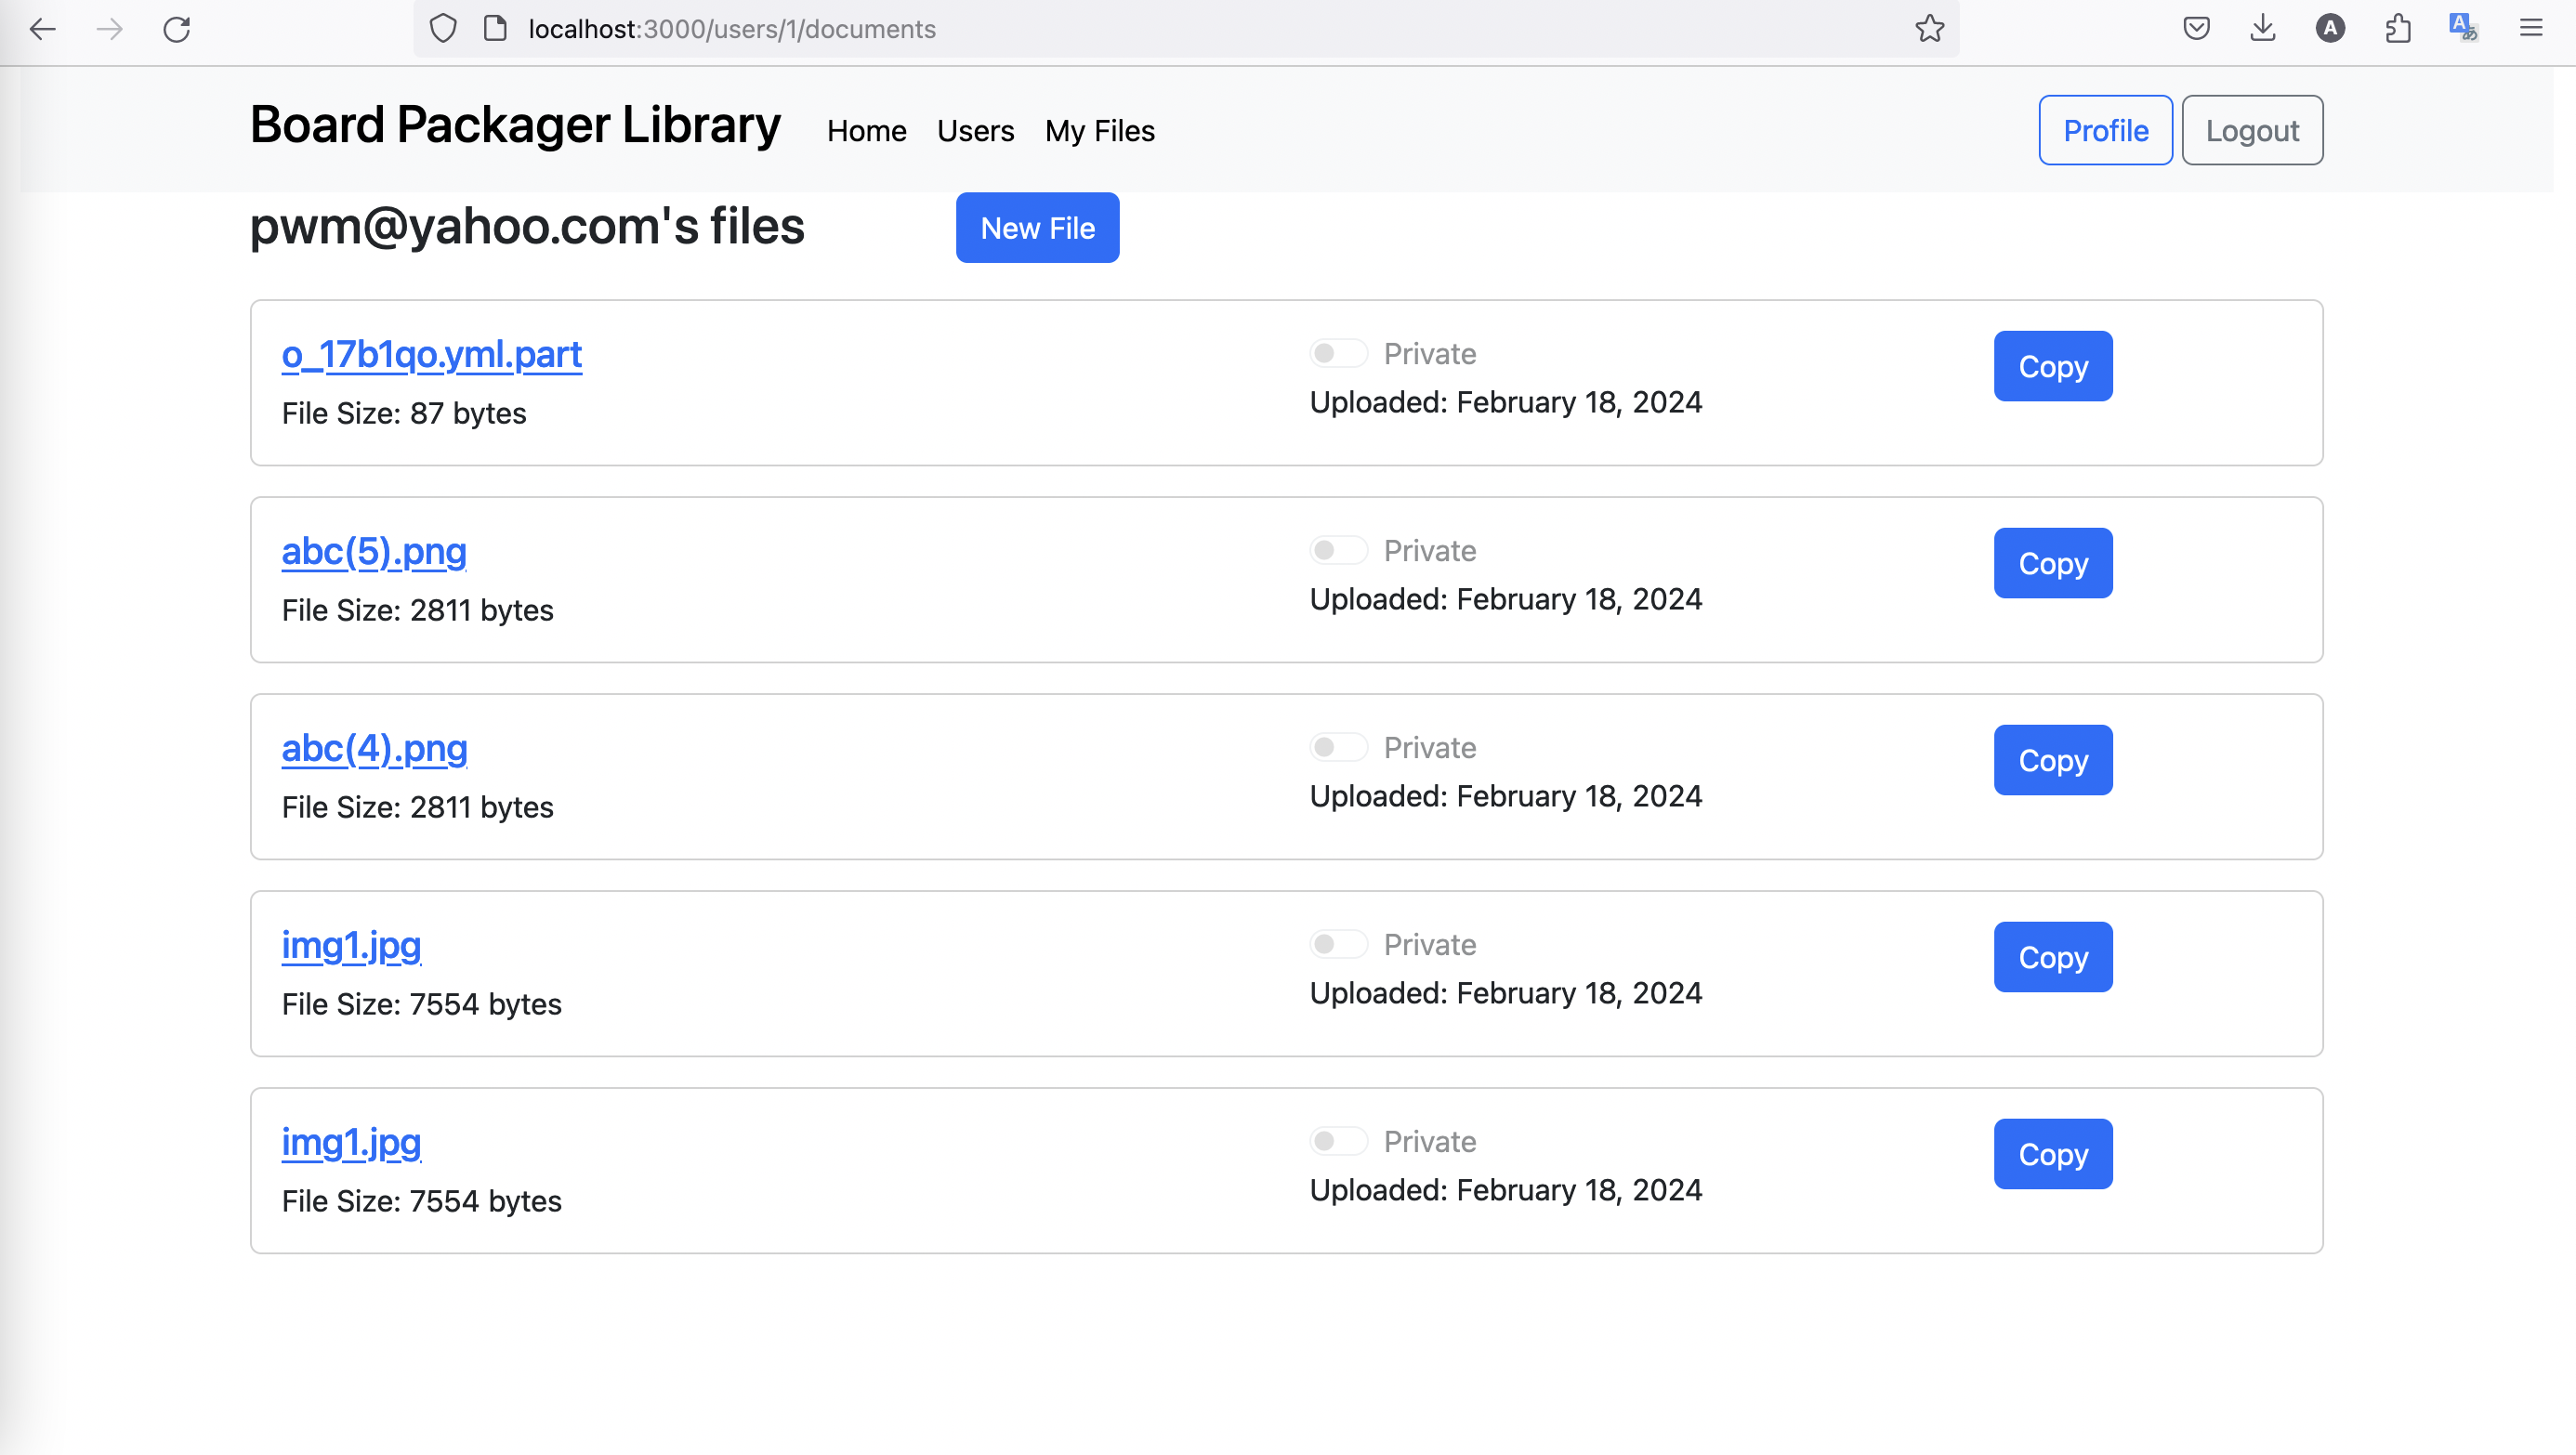 localhost:3000/users/1/documents
Board Packager Library Home Users My Files Profile Logout
pwm@yahoo.com's files New File
o_17b1qo.yml.part Private Copy
File Size: 87 bytes Uploaded: February 18, 2024
abc(5).png Private Copy
File Size: 2811 bytes Uploaded: February 18, 2024
abc(4).png Private Copy
File Size: 2811 bytes Uploaded: February 18, 2024
img1.jpg Private Copy
File Size: 7554 bytes Uploaded: February 18, 2024
img1.jpg Private Copy
File Size: 7554 bytes Uploaded: February 18, 2024